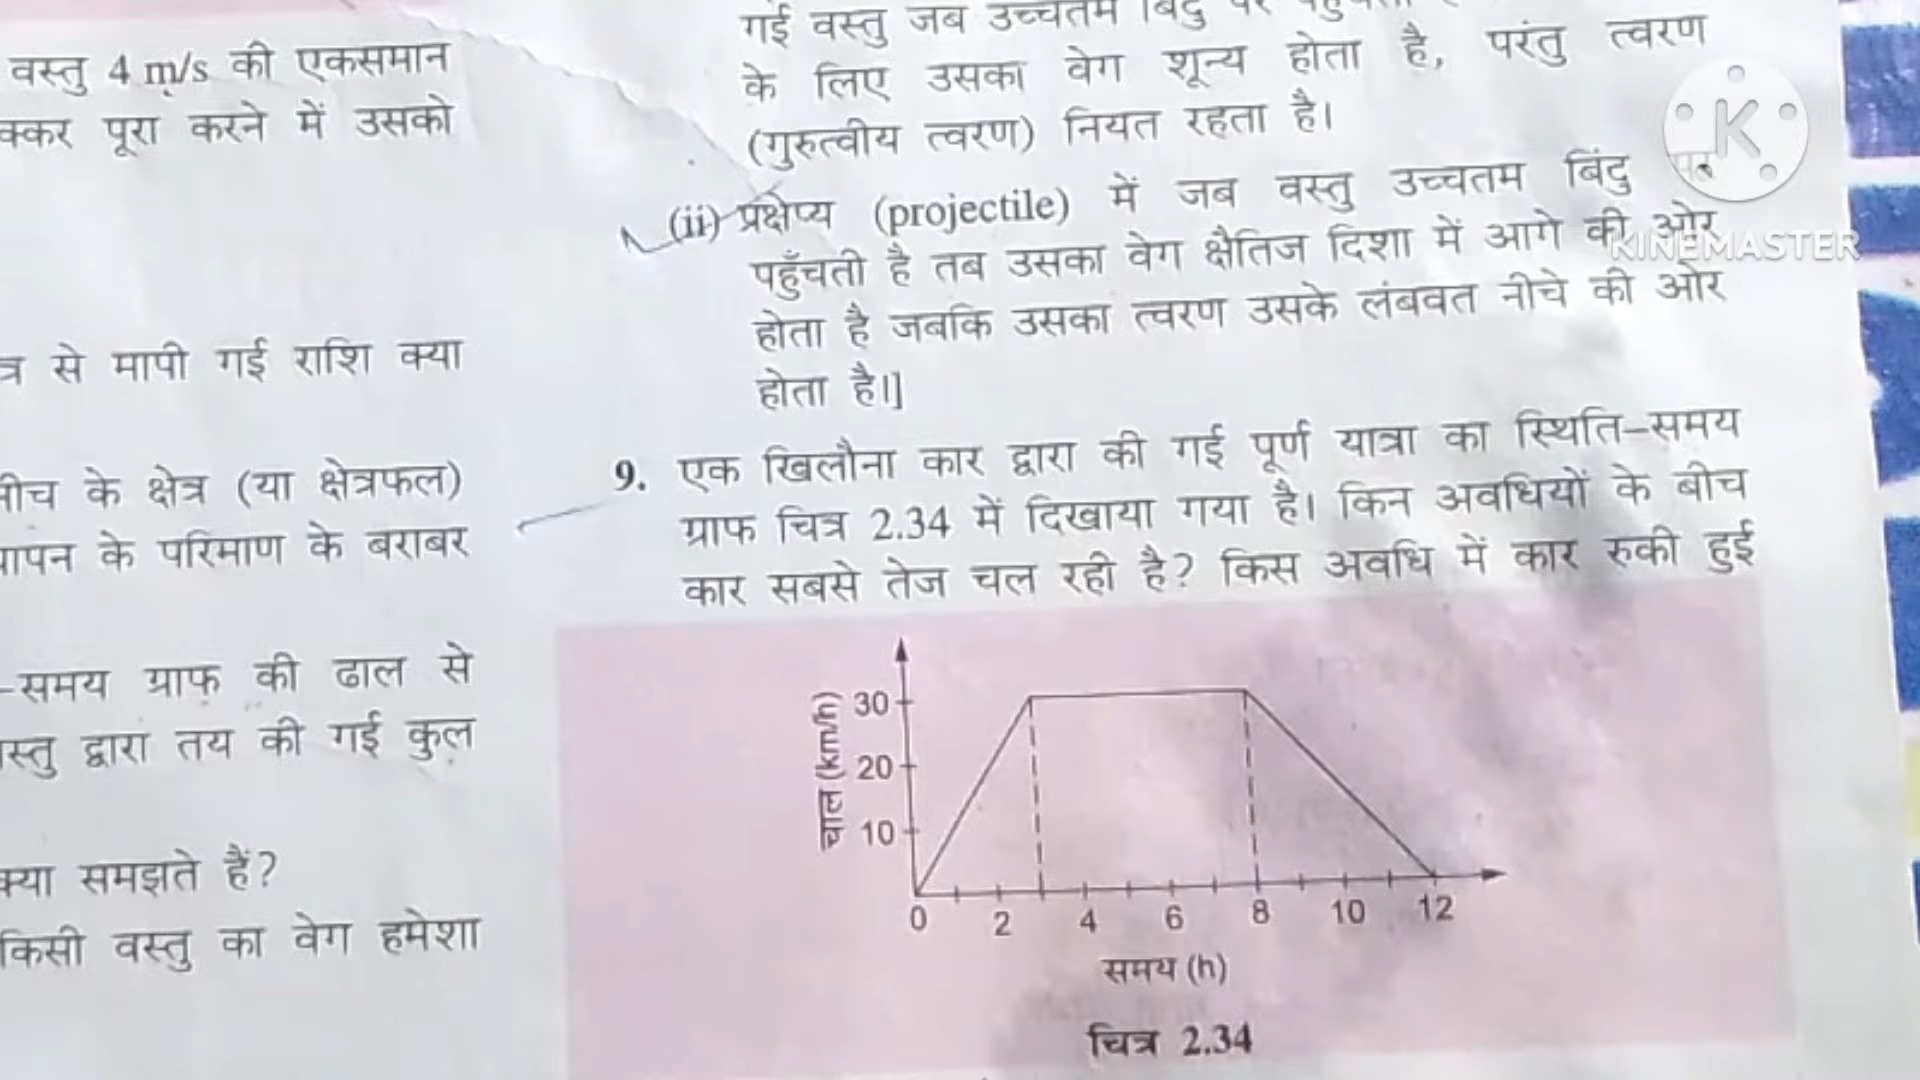 वस्तु 4 m/s की एकसमान
क्कर पूरा करने में उसको
त्र से मापी गई राशि क्या
के क्षेत्र (या क्षेत्रफल)
के परिमाण के बराबर
-समय ग्राफ की ढाल से
द्वारा तय की गई कुल
क्या समझते हैं?
किसी वस्तु का वेग हमेशा
गई वस्तु जब उच्चतम बिंदु पर
के लिए उसका वेग शून्य होता है, परंतु त्वरण
(गुरुत्वीय त्वरण) नियत रहता है।
(ii) प्रक्षेप्य (projectile) में जब वस्तु उच्चतम बिंदु पर
पहुँचती है तब उसका वेग क्षैतिज दिशा में आगे की ओर
होता है जबकि उसका त्वरण उसके लंबवत नीचे की ओर
होता है।]
9. एक खिलौना कार द्वारा की गई पूर्ण यात्रा का स्थिति-समय
ग्राफ चित्र 2.34 में दिखाया गया है। किन अवधियों के बीच
कार सबसे तेज चल रही है? किस अवधि में कार रुकी हुई
चाल (km/h)
30
20
10
0 2 4 6 8 10 12
समय (h)
चित्र 2.34
K
KINEMASTER